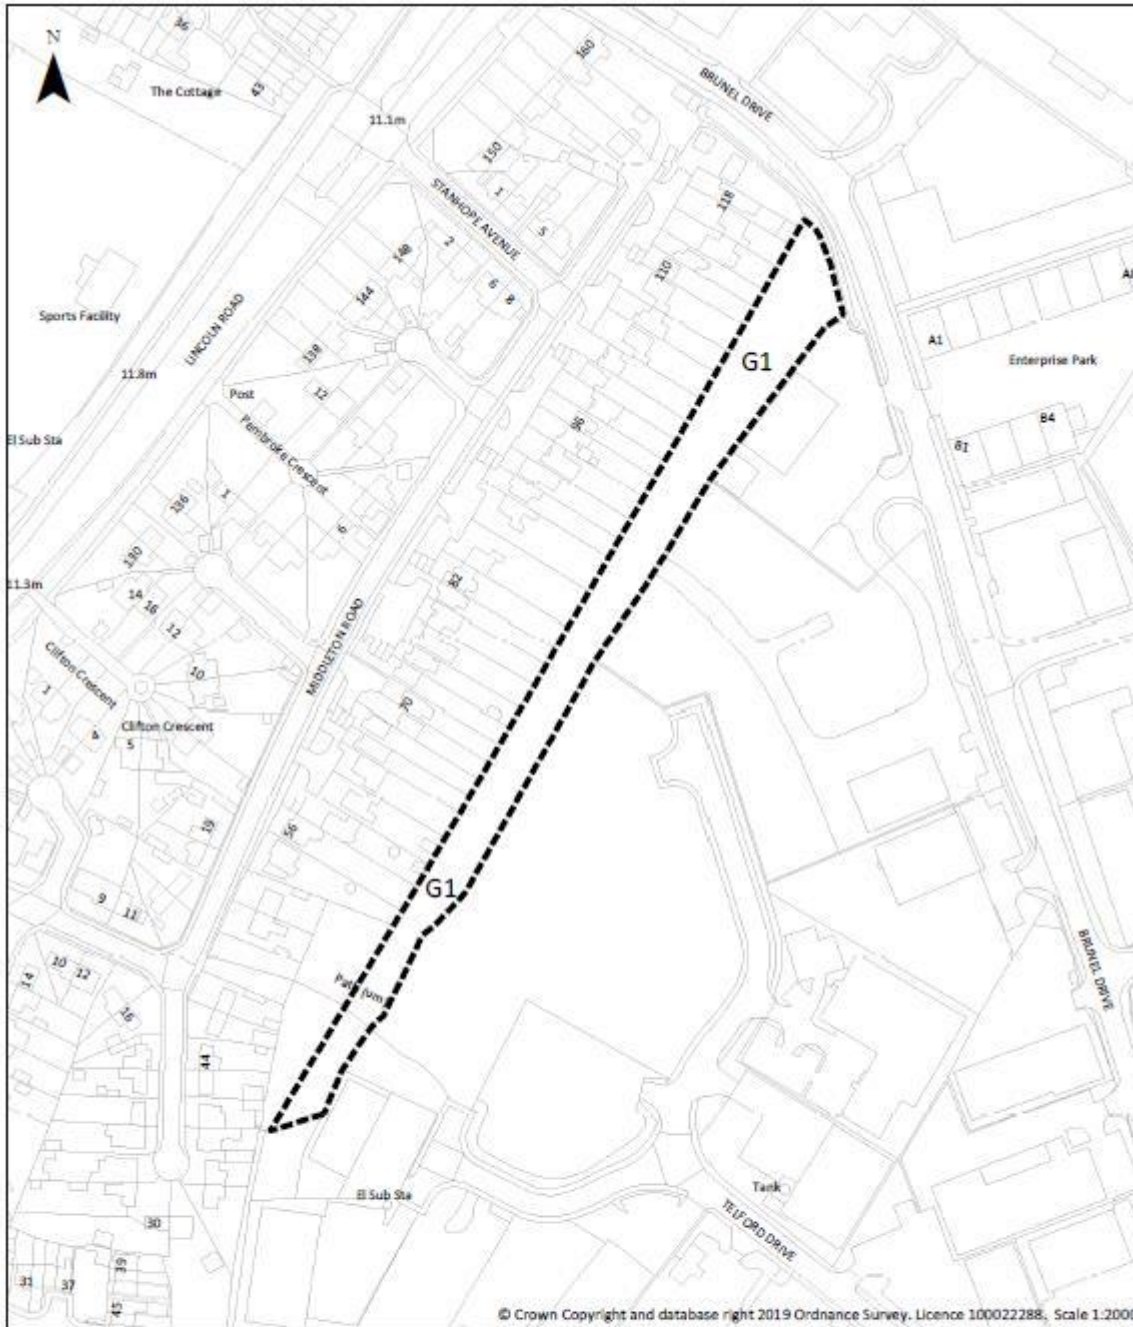 N
36
The Cottage
43
11.1m
160
BRUNEL DRIVE
150
1
5
STANHOPE AVENUE
118
148
2
6
8
110
144
Sports Facility
LINCOLN ROAD
138
A1
G1
Enterprise Park
11.8m
12
Post
Pembroke Crescent
96
B1
B4
El Sub Sta
136
1
6
130
11.3m
14
16
12
82
MIDDLETON ROAD
Clifton Crescent
10
1
70
4
5
Clifton Crescent
19
56
G1
9
11
BRUNEL DRIVE
10
12
14
16
44
El Sub Sta
Tank
TELFORD DRIVE
30
39
31
37
45
© Crown Copyright and database right 2019 Ordnance Survey. Licence 100022288. Scale 1:2000